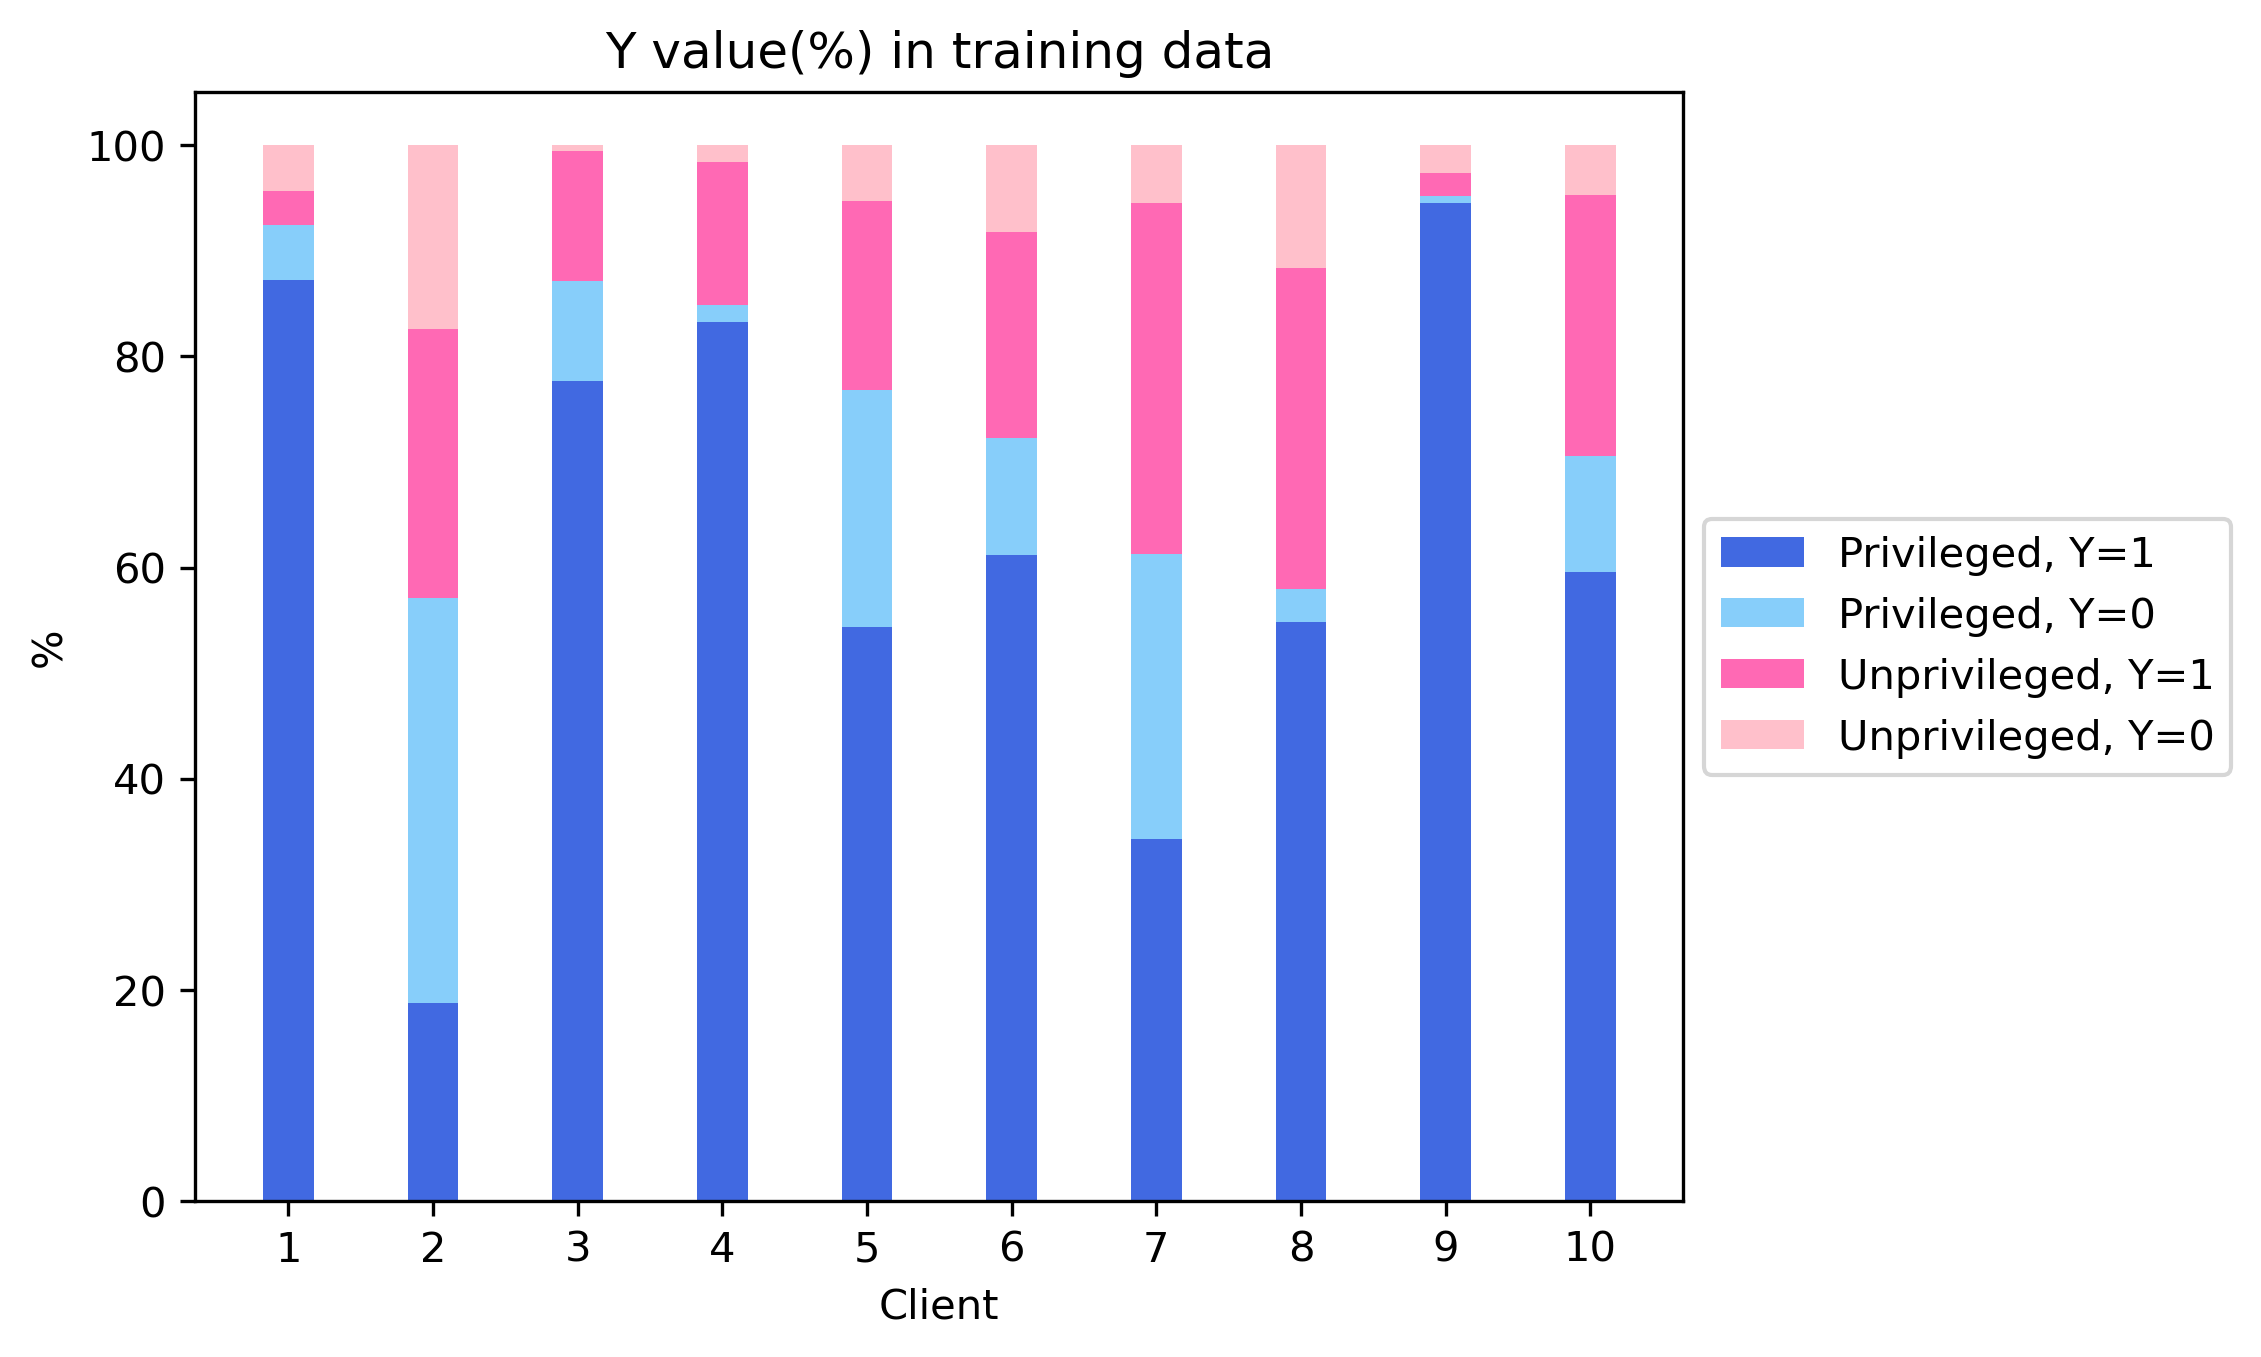 Y value(%) in training data
100
80
60
40
20
0
%
1 2 3 4 5 6 7 8 9 10
Client
Privileged, Y=1
Privileged, Y=0
Unprivileged, Y=1
Unprivileged, Y=0